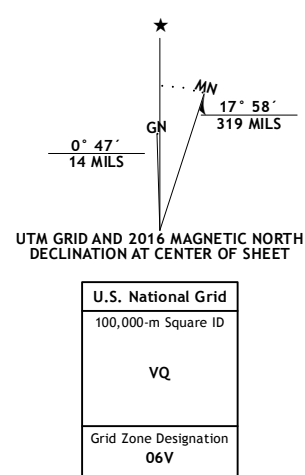 ★
MN
GN
17° 58´
319 MILS
0° 47´
14 MILS
UTM GRID AND 2016 MAGNETIC NORTH
DECLINATION AT CENTER OF SHEET
U.S. National Grid
100,000-m Square ID
VQ
Grid Zone Designation
06V